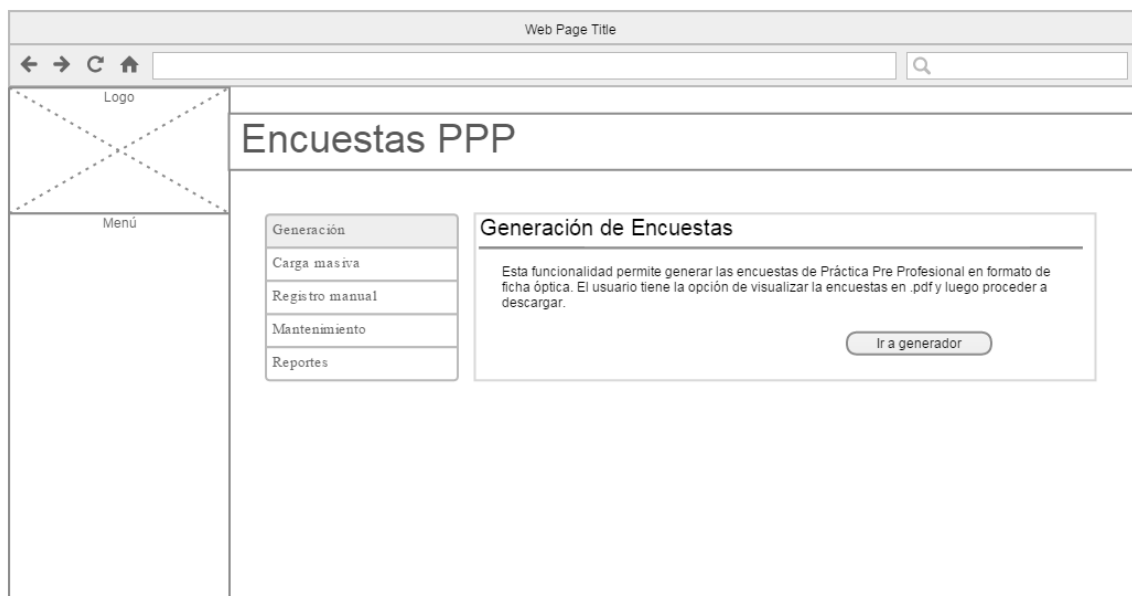 Web Page Title
Logo
Encuestas PPP
Menú
Generación
Carga masiva
Registro manual
Mantenimiento
Reportes
Generación de Encuestas
Esta funcionalidad permite generar las encuestas de Práctica Pre Profesional en formato de
ficha óptica. El usuario tiene la opción de visualizar la encuestas en .pdf y luego proceder a
descargar.
Ir a generador